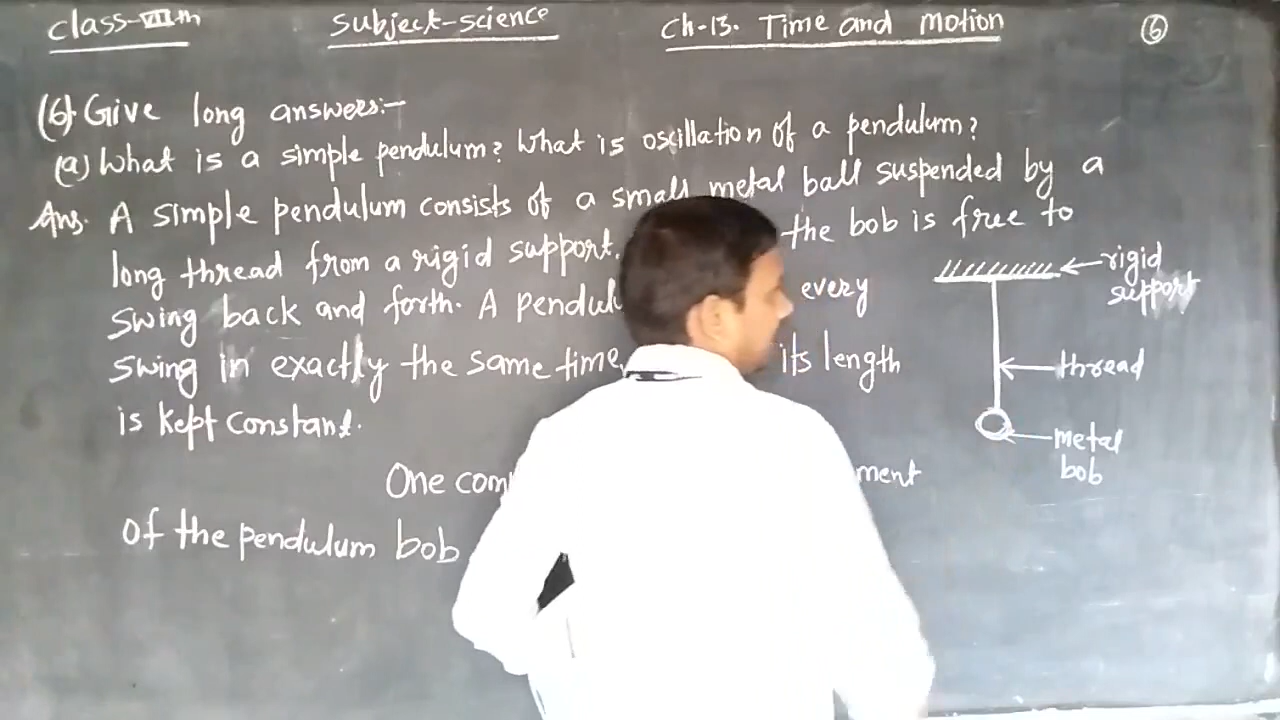 Class-VIIth Subject-science Ch-13. Time and motion 6
(6) Give long answers:-
(a) What is a simple pendulum? What is oscillation of a pendulum?
Ans. A simple pendulum consists of a small metal ball suspended by a
long thread from a rigid support. the bob is free to
swing back and forth. A every
swing in exactly the same time its length
is kept constant.
One ment
of the pendulum bob
rigid
support
thread
metal
bob